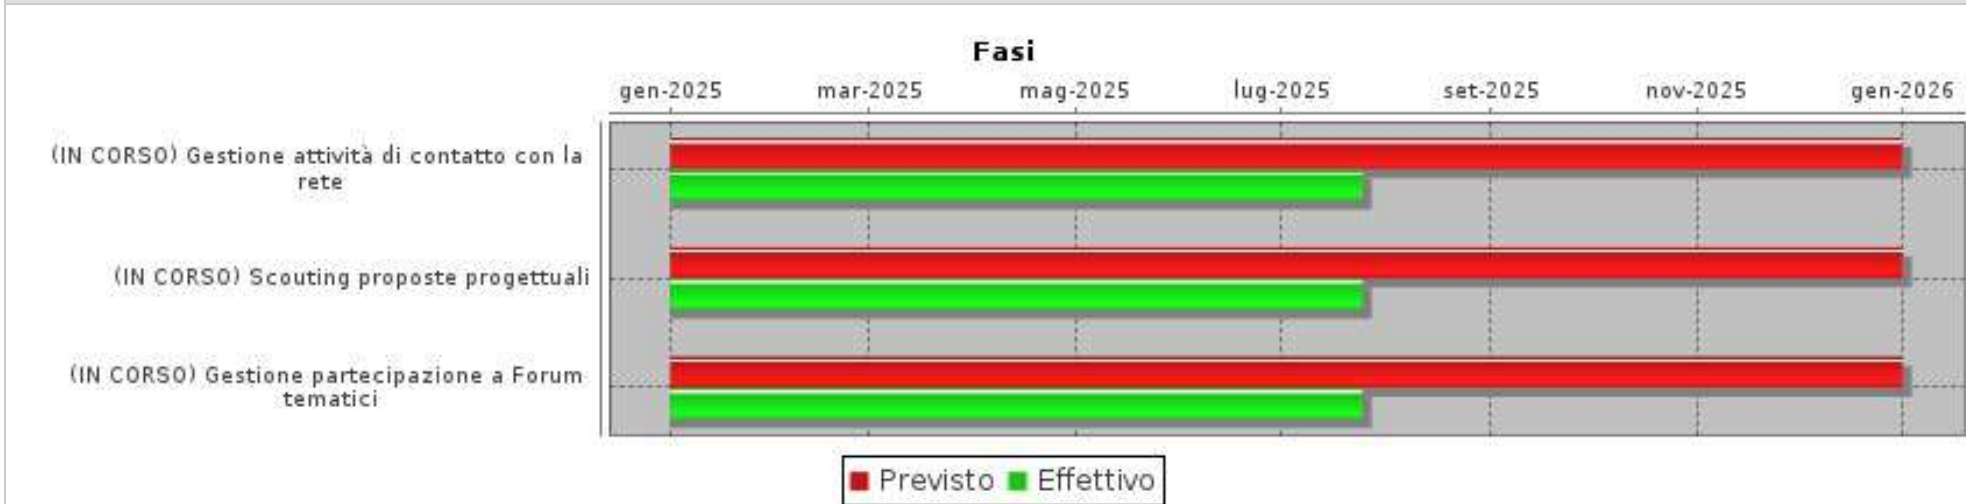 Fasi
gen-2025 mar-2025 mag-2025 lug-2025 set-2025 nov-2025 gen-2026
(IN CORSO) Gestione attività di contatto con la
rete
(IN CORSO) Scouting proposte progettuali
(IN CORSO) Gestione partecipazione a Forum
tematici
Previsto Effettivo